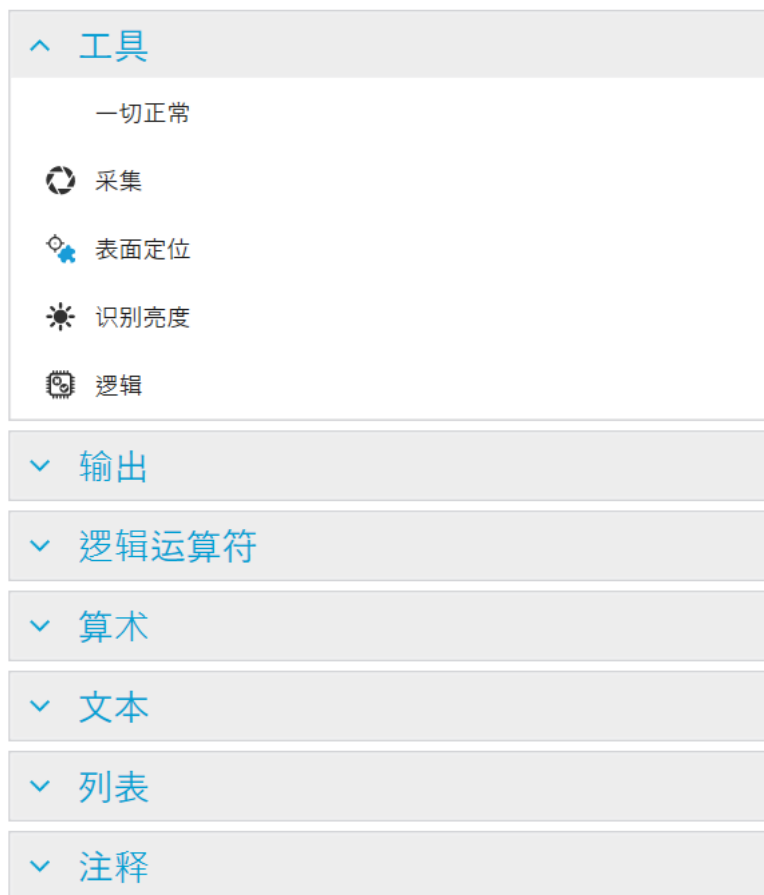 工具
一切正常
采集
表面定位
识别亮度
逻辑
输出
逻辑运算符
算术
文本
列表
注释